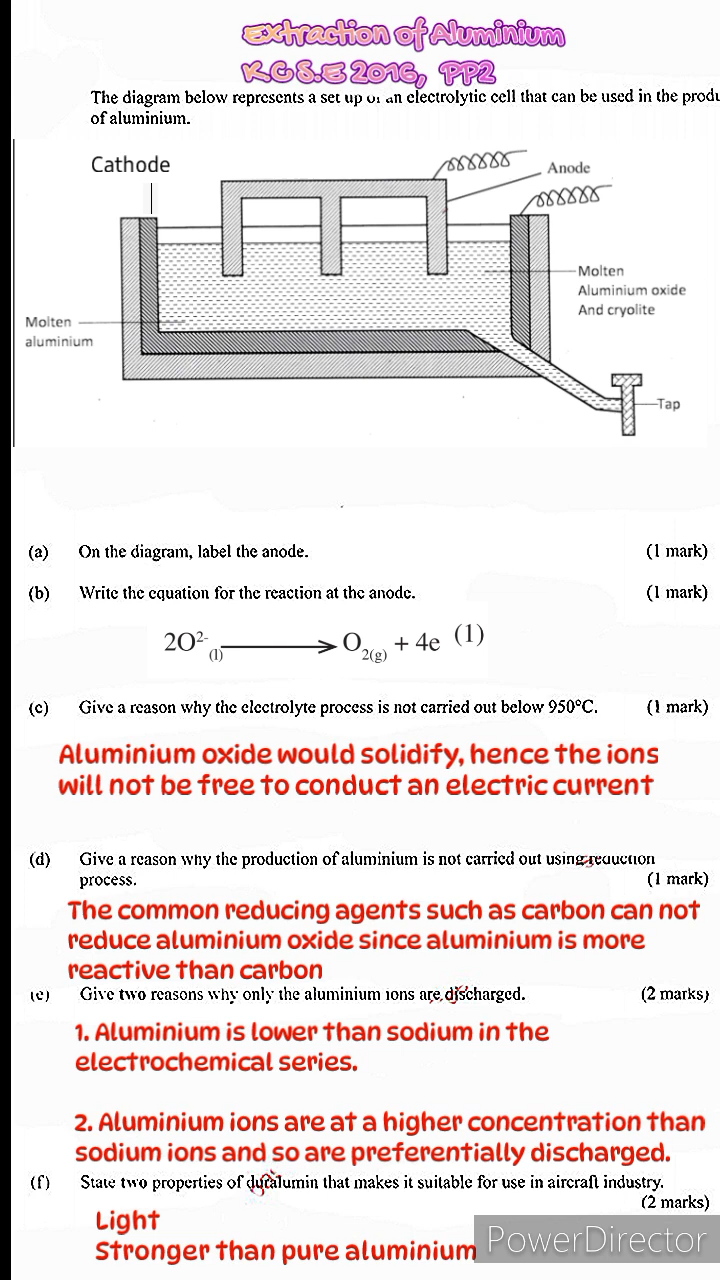 Extraction of Aluminium
K.C.S.E 2016, PP2
The diagram below represents a set up of an electrolytic cell that can be used in the produ
of aluminium.
Cathode
Anode
Molten
Aluminium oxide
And cryolite
Molten
aluminium
Tap
(a) On the diagram, label the anode. (1 mark)
(b) Write the equation for the reaction at the anode. (1 mark)
2O²⁻(l) → O₂(g) + 4e (1)
(c) Give a reason why the electrolyte process is not carried out below 950°C. (1 mark)
Aluminium oxide would solidify, hence the ions
will not be free to conduct an electric current
(d) Give a reason why the production of aluminium is not carried out using reduction
process. (1 mark)
The common reducing agents such as carbon can not
reduce aluminium oxide since aluminium is more
reactive than carbon
(e) Give two reasons why only the aluminium ions are discharged. (2 marks)
1. Aluminium is lower than sodium in the
electrochemical series.
2. Aluminium ions are at a higher concentration than
sodium ions and so are preferentially discharged.
(f) State two properties of duralumin that makes it suitable for use in aircraft industry.
(2 marks)
Light
Stronger than pure aluminium
PowerDirector